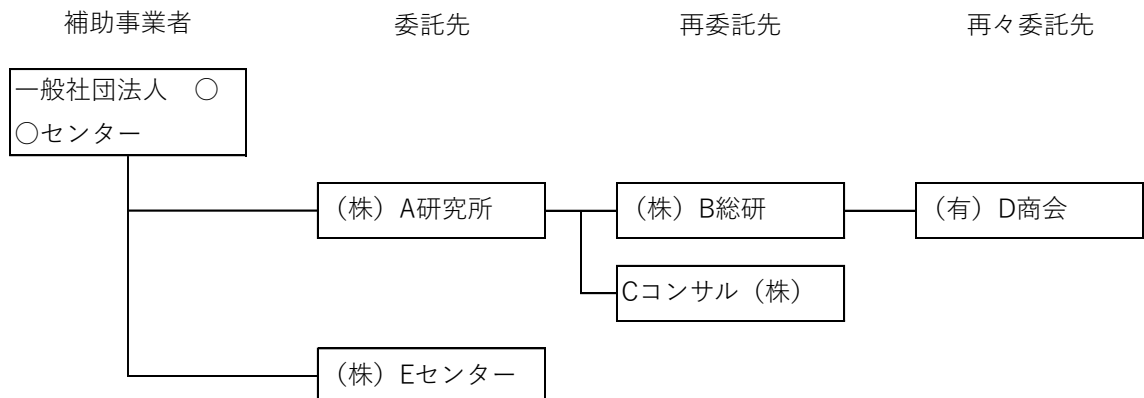 補助事業者
委託先
再委託先
再々委託先
一般社団法人　○
○センター
（株）A研究所
（株）B総研
（有）D商会
Cコンサル（株）
（株）Eセンター